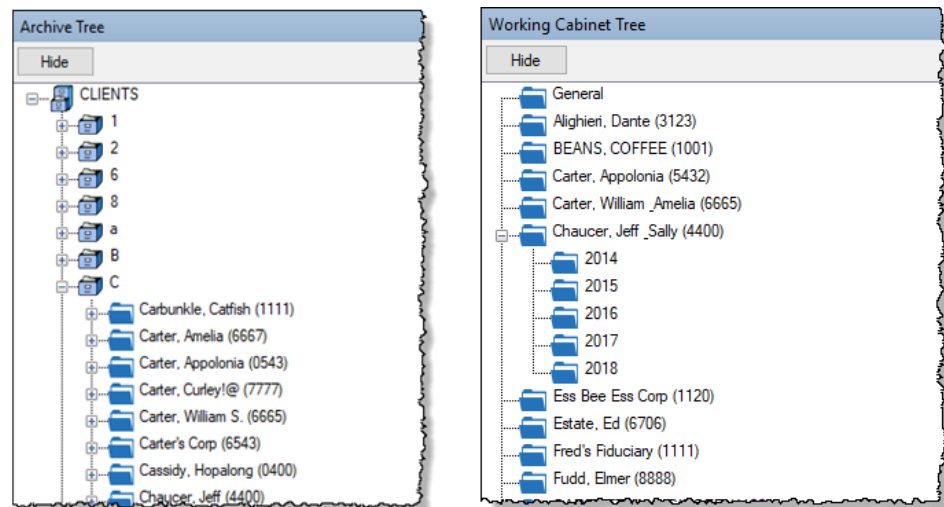 Archive Tree
Hide
CLIENTS
1
2
6
8
a
B
C
Carbunkle, Catfish (1111)
Carter, Amelia (6667)
Carter, Appolonia (0543)
Carter, Curley!@ (7777)
Carter, William S. (6665)
Carter's Corp (6543)
Cassidy, Hopalong (0400)
Chaucer, Jeff (4400)
Working Cabinet Tree
Hide
General
Alighieri, Dante (3123)
BEANS, COFFEE (1001)
Carter, Appolonia (5432)
Carter, William _Amelia (6665)
Chaucer, Jeff _Sally (4400)
2014
2015
2016
2017
2018
Ess Bee Ess Corp (1120)
Estate, Ed (6706)
Fred's Fiduciary (1111)
Fudd, Elmer (8888)